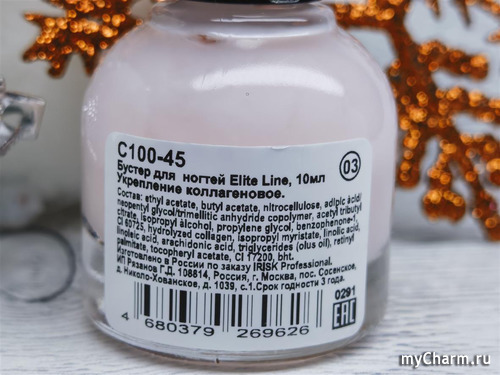 C100-45
Бустер для ногтей Elite Line, 10мл
Укрепление коллагеновое.
03
Состав: ethyl acetate, butyl acetate, nitrocellulose, adipic acid/
neopentyl glycol/trimellitic anhydride copolymer, acetyl tributyl
citrate, isopropyl alcohol, propylene glycol, benzophenone-1,
ci 60725, hydrolyzed collagen, isopropyl myristate, linoleic acid,
linoleic acid, arachidonic acid, triglycerides (olus oil), retinyl
palmitate, tocopheryl acetate, CI 17200, bht.
Изготовлено в России по заказу IRISK Professional.
ИП Рязанов Г.Д. 108814, Россия, г. Москва, пос. Сосенское,
д. Николо-Хованское, д. 1039, с.1.Срок годности 3 года.
0291
4 680379 269626
EAC
myCharm.ru